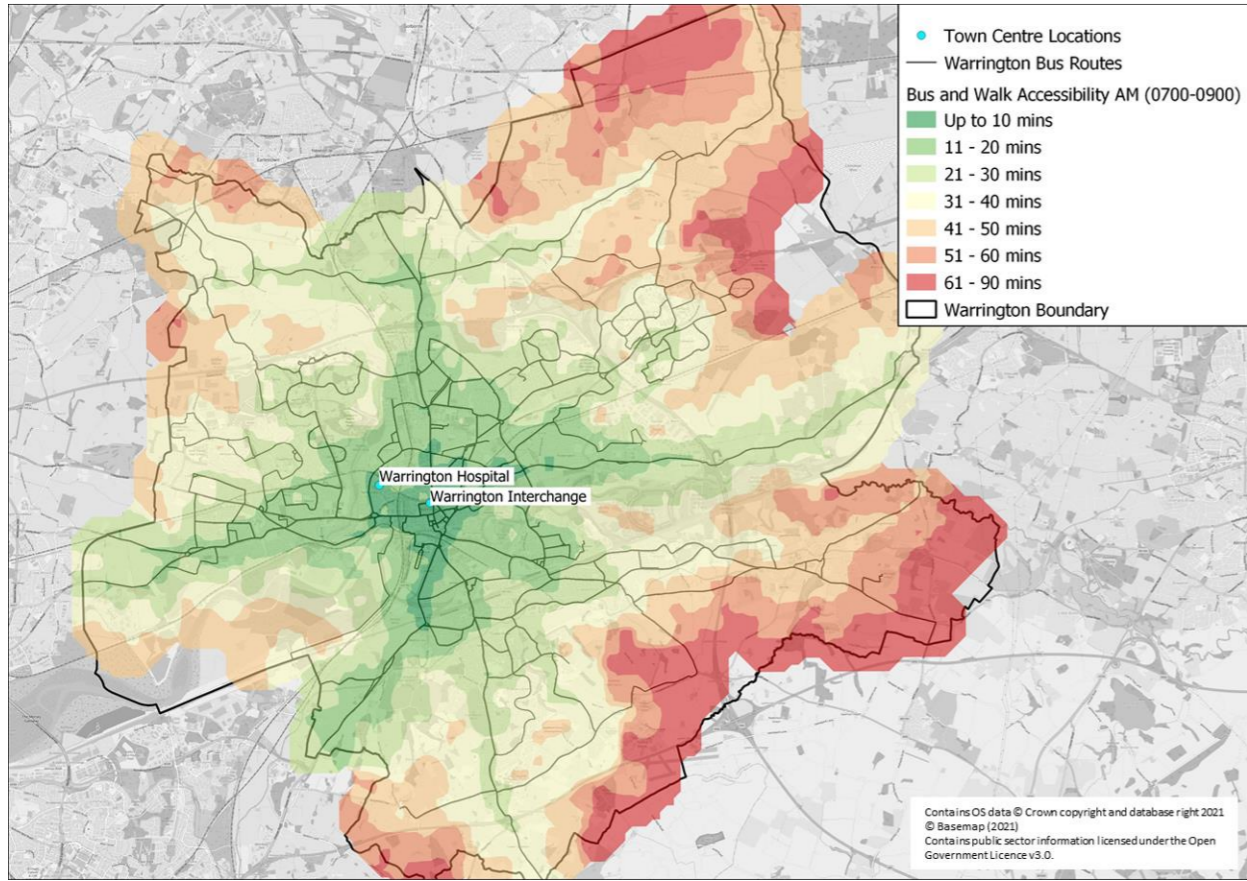 Town Centre Locations
Warrington Bus Routes
Bus and Walk Accessibility AM (0700-0900)
Up to 10 mins
11 - 20 mins
21 - 30 mins
31 - 40 mins
41 - 50 mins
51 - 60 mins
61 - 90 mins
Warrington Boundary
Warrington Hospital
Warrington Interchange
Contains OS data © Crown copyright and database right 2021
© Basemap (2021)
Contains public sector information licensed under the Open
Government Licence v3.0.